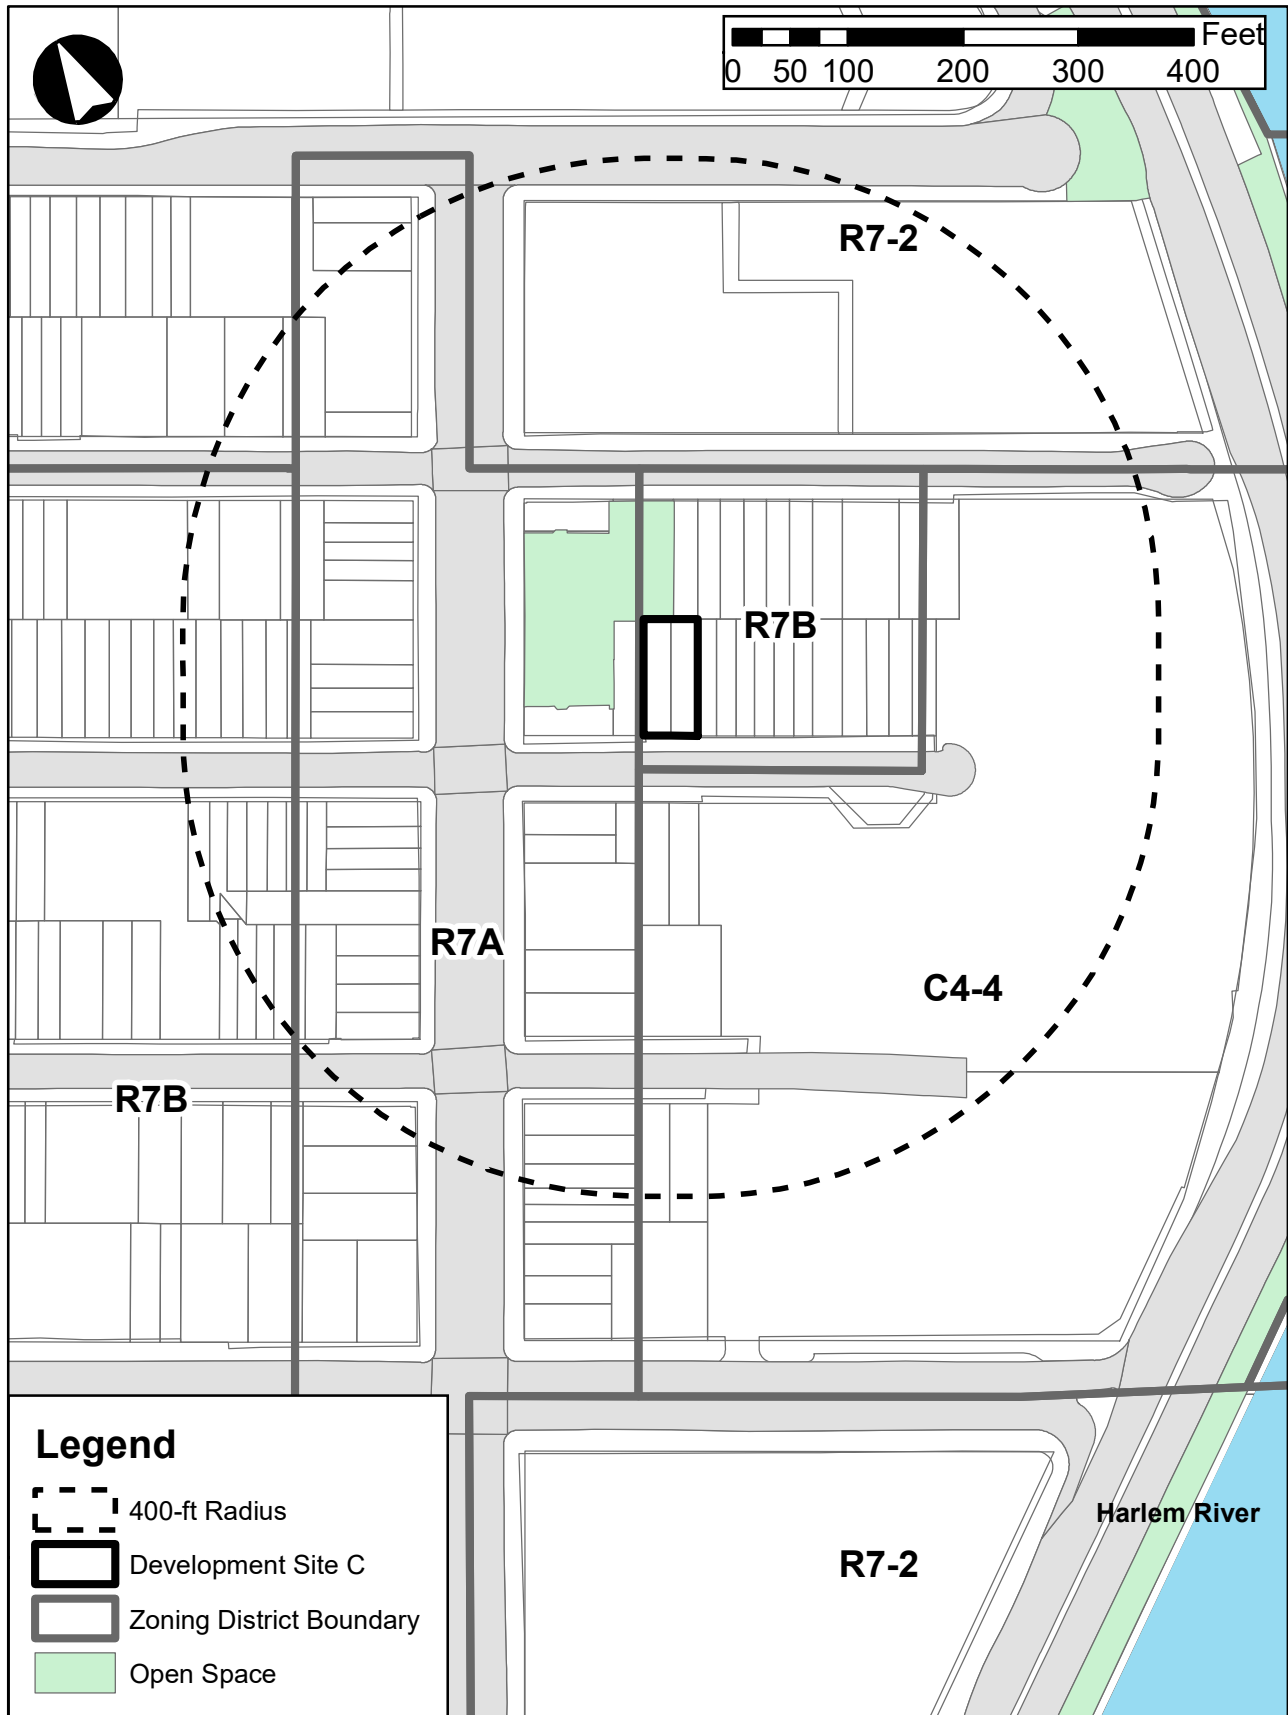 Feet
0 50 100 200 300 400
R7-2
R7B
R7A
C4-4
R7B
Legend
400-ft Radius
Development Site C
Zoning District Boundary
Open Space
Harlem River
R7-2